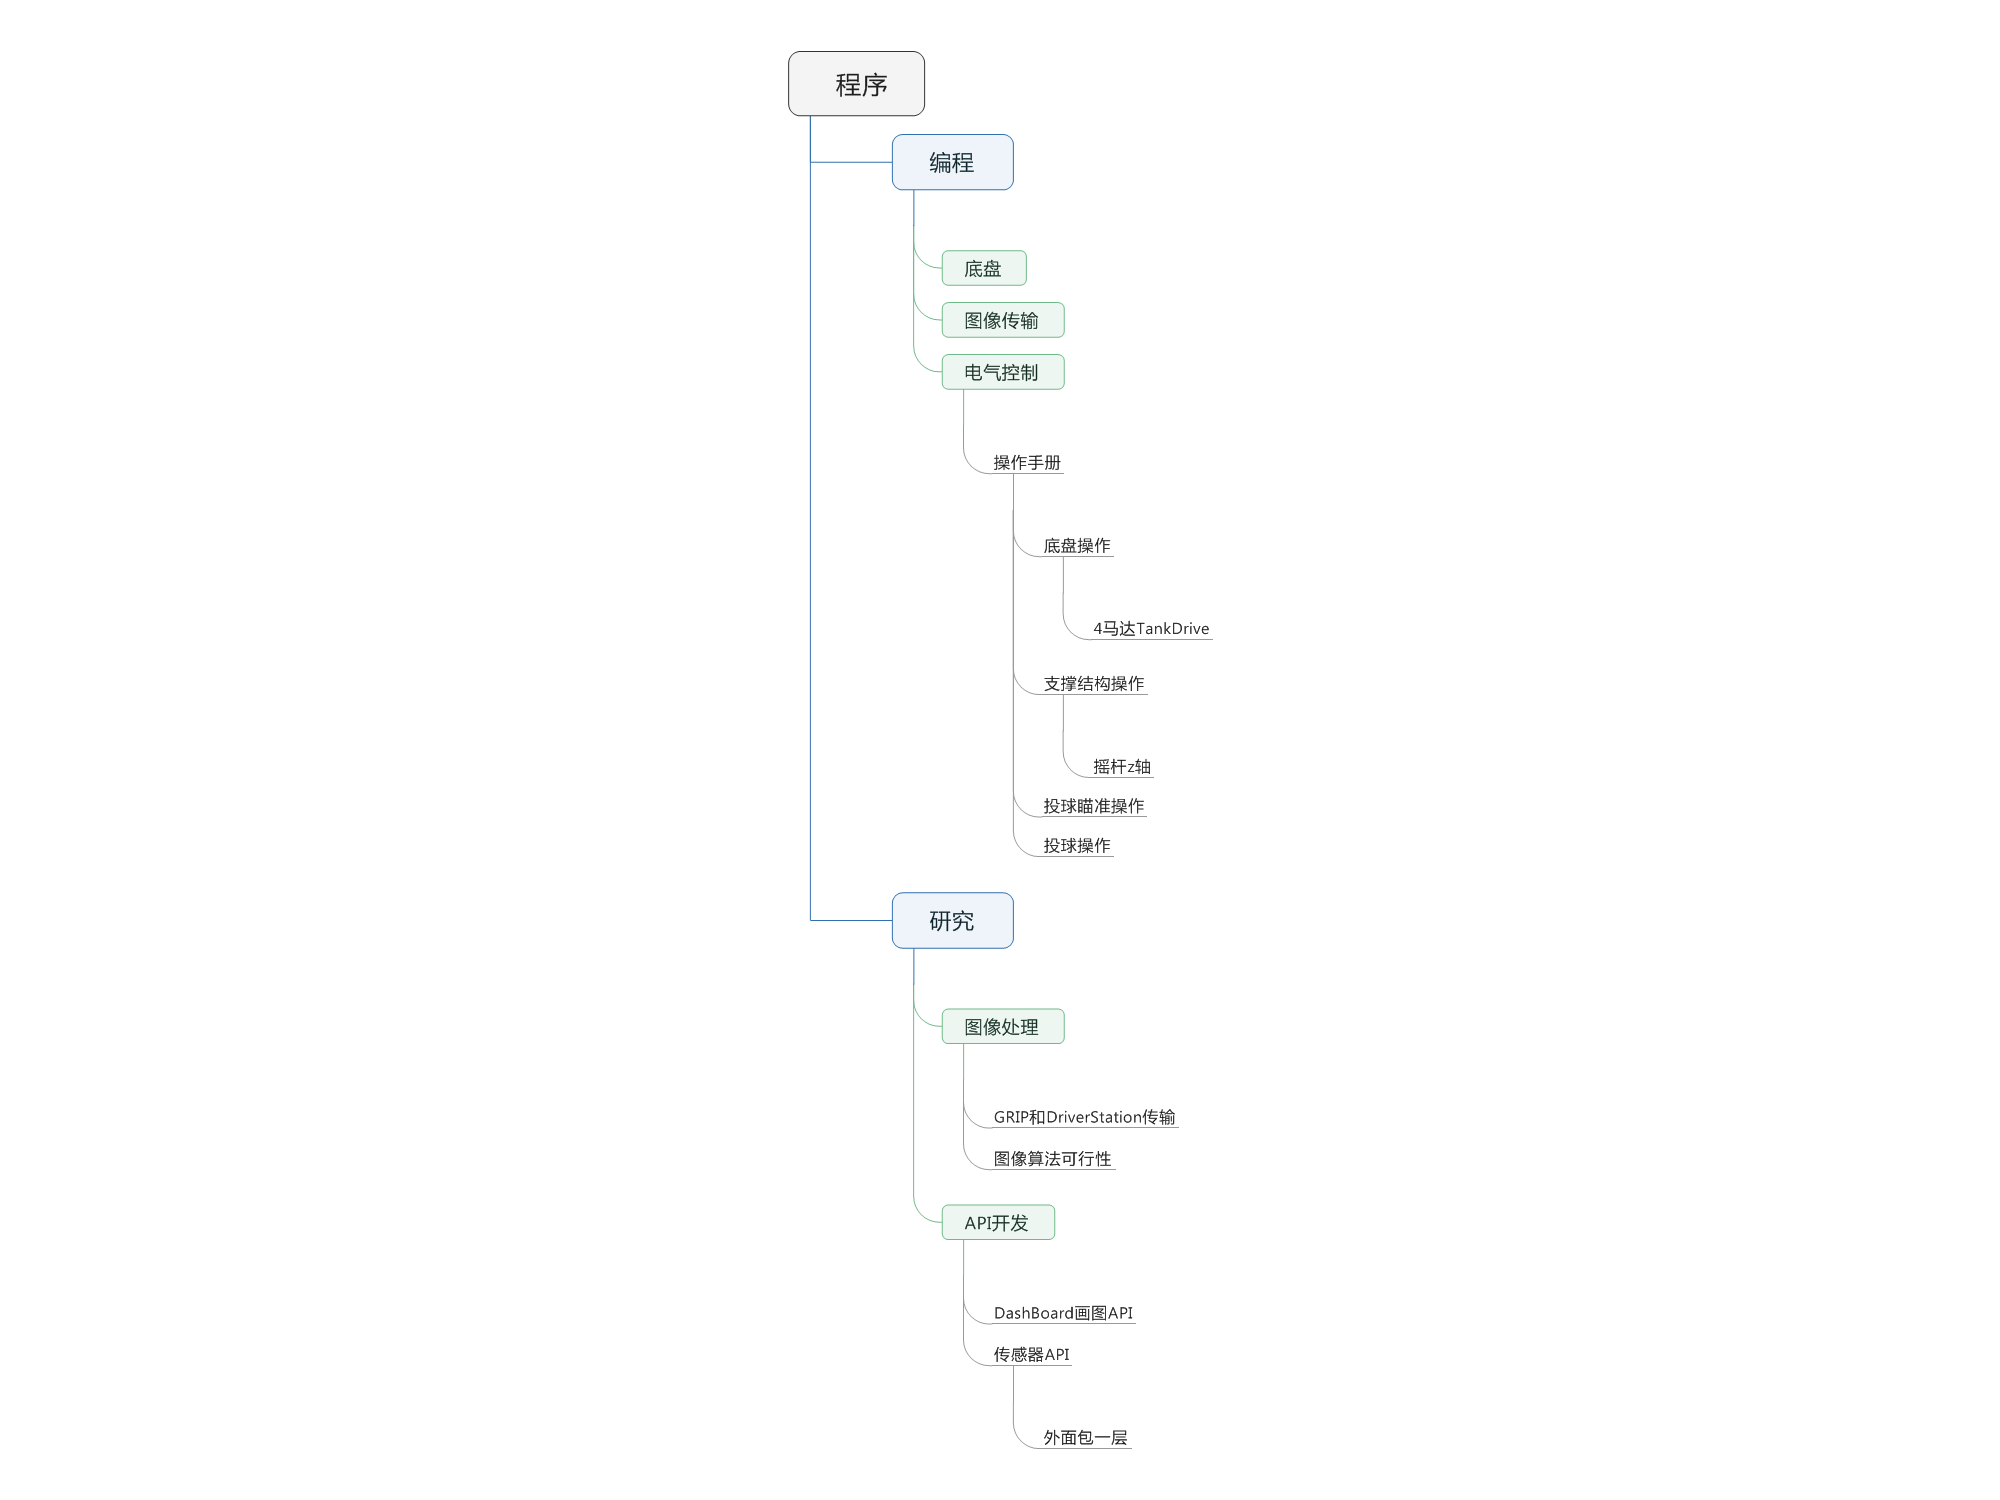 程序
编程
底盘
图像传输
电气控制
操作手册
底盘操作
4马达TankDrive
支撑结构操作
摇杆z轴
投球瞄准操作
投球操作
研究
图像处理
GRIP和DriverStation传输
图像算法可行性
API开发
DashBoard画图API
传感器API
外面包一层